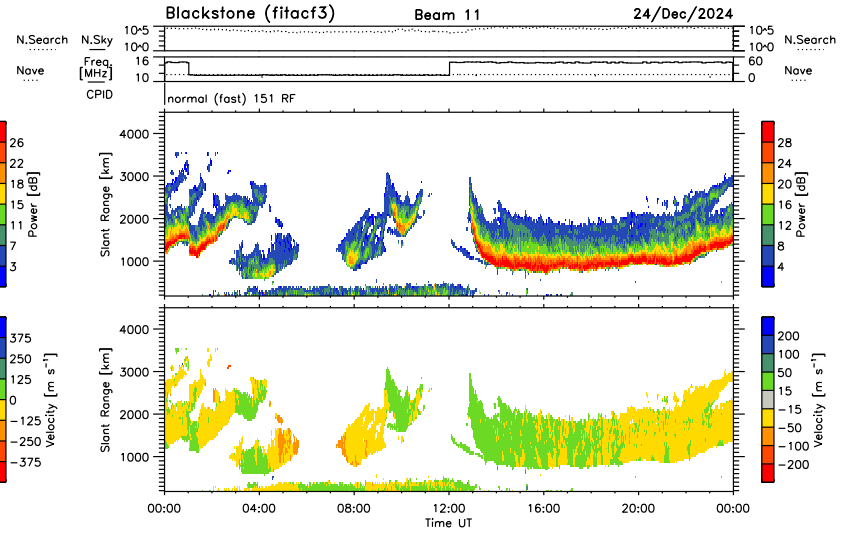 Blackstone (fitacf3) Beam 11 24/Dec/2024
N.Search N.Sky 10^5 10^0 10^5 10^0 N.Search
Nave Freq. [MHz] 16 10 60 0 Nave
CPID normal (fast) 151 RF
Slant Range [km] 4000 3000 2000 1000
Power [dB] 26 22 18 15 11 7 3
Power [dB] 28 24 20 16 12 8 4
Slant Range [km] 4000 3000 2000 1000
Velocity [m s⁻¹] 375 250 125 0 −125 −250 −375
Velocity [m s⁻¹] 200 100 50 15 −15 −50 −100 −200
00:00 04:00 08:00 12:00 16:00 20:00 00:00
Time UT